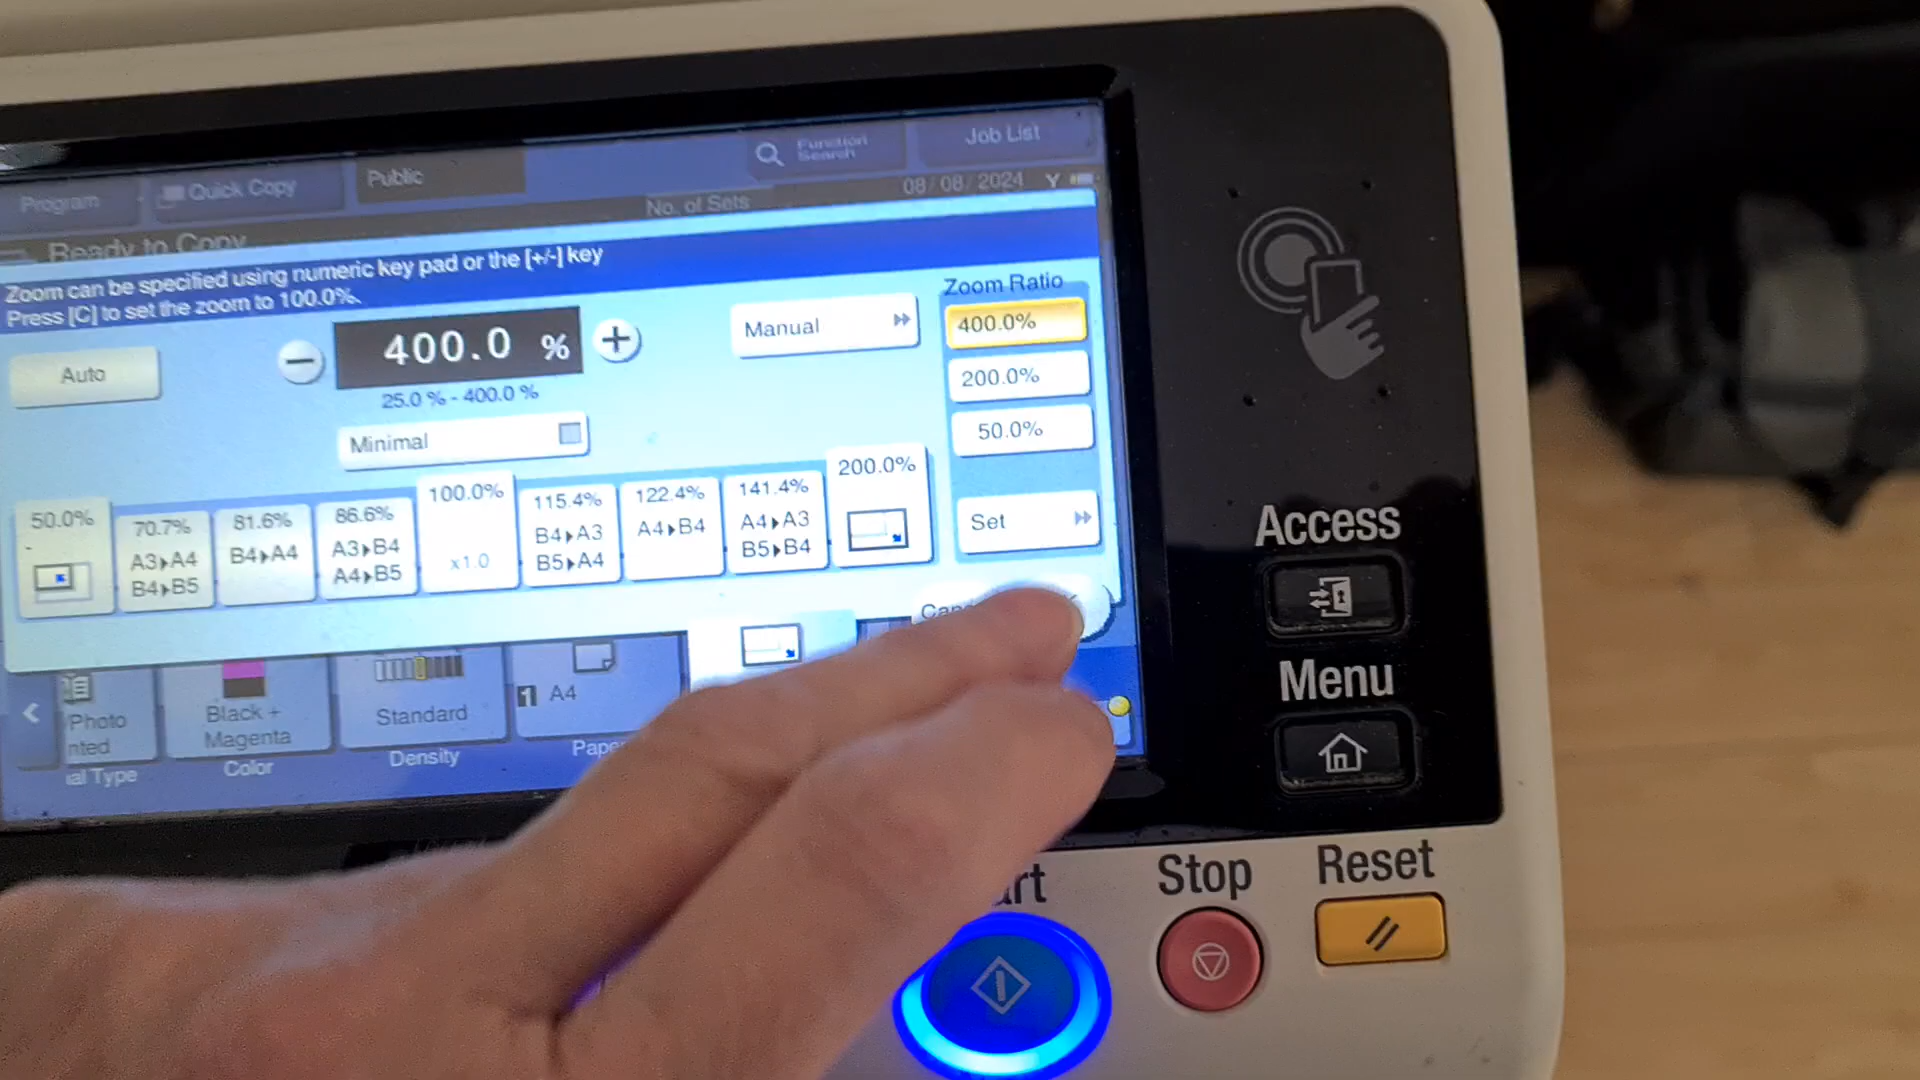 Function
Search
Job List
Program
Quick Copy
Public
08/08/2024
No. of Sets
Ready to Copy
Zoom can be specified using numeric key pad or the [+/-] key
Press [C] to set the zoom to 100.0%.
Zoom Ratio
Auto
−
400.0 %
+
Manual
400.0%
25.0 % - 400.0 %
200.0%
Minimal
50.0%
50.0%
70.7%
A3▸A4
B4▸B5
81.6%
B4▸A4
86.6%
A3▸B4
A4▸B5
100.0%
x1.0
115.4%
B4▸A3
B5▸A4
122.4%
A4▸B4
141.4%
A4▸A3
B5▸B4
200.0%
Set
/Photo
nted
ial Type
Black +
Magenta
Color
Standard
Density
1 A4
Access
Menu
Stop
Reset